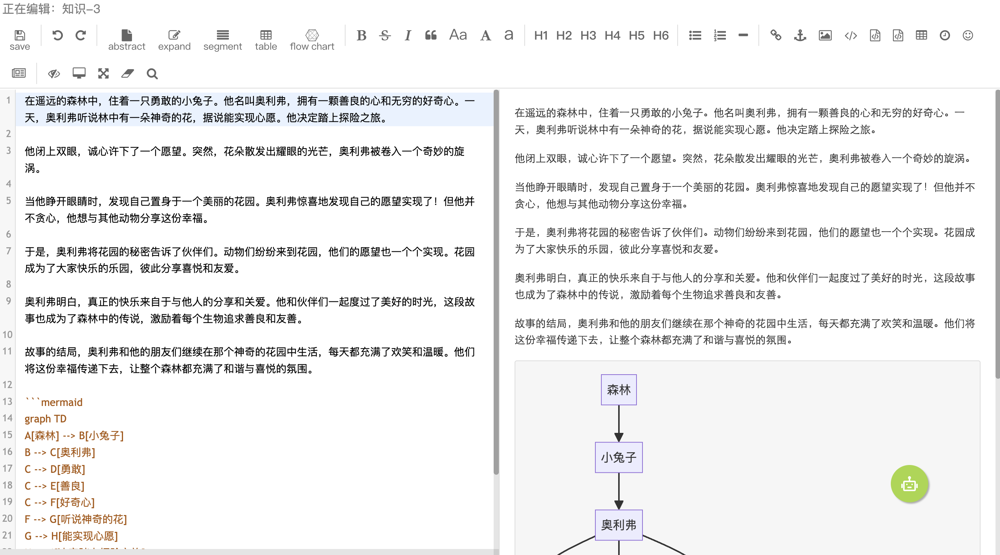 正在编辑：知识-3
save
abstract
expand
segment
table
flow chart
B S I Aa A a H1 H2 H3 H4 H5 H6
1 在遥远的森林中，住着一只勇敢的小兔子。他名叫奥利弗，拥有一颗善良的心和无穷的好奇心。一
天，奥利弗听说林中有一朵神奇的花，据说能实现心愿。他决定踏上探险之旅。
2
3 他闭上双眼，诚心许下了一个愿望。突然，花朵散发出耀眼的光芒，奥利弗被卷入一个奇妙的旋
涡。
4
5 当他睁开眼睛时，发现自己置身于一个美丽的花园。奥利弗惊喜地发现自己的愿望实现了！但他并
不贪心，他想与其他动物分享这份幸福。
6
7 于是，奥利弗将花园的秘密告诉了伙伴们。动物们纷纷来到花园，他们的愿望也一个个实现。花园
成为了大家快乐的乐园，彼此分享喜悦和友爱。
8
9 奥利弗明白，真正的快乐来自于与他人的分享和关爱。他和伙伴们一起度过了美好的时光，这段故
事也成为了森林中的传说，激励着每个生物追求善良和友善。
10
11 故事的结局，奥利弗和他的朋友们继续在那个神奇的花园中生活，每天都充满了欢笑和温暖。他们
将这份幸福传递下去，让整个森林都充满了和谐与喜悦的氛围。
12
13 ```mermaid
14 graph TD
15 A[森林] --> B[小兔子]
16 B --> C[奥利弗]
17 C --> D[勇敢]
18 C --> E[善良]
19 C --> F[好奇心]
20 F --> G[听说神奇的花]
21 G --> H[能实现心愿]
在遥远的森林中，住着一只勇敢的小兔子。他名叫奥利弗，拥有一颗善良的心和无穷的好奇心。一
天，奥利弗听说林中有一朵神奇的花，据说能实现心愿。他决定踏上探险之旅。
他闭上双眼，诚心许下了一个愿望。突然，花朵散发出耀眼的光芒，奥利弗被卷入一个奇妙的旋涡。
当他睁开眼睛时，发现自己置身于一个美丽的花园。奥利弗惊喜地发现自己的愿望实现了！但他并不
贪心，他想与其他动物分享这份幸福。
于是，奥利弗将花园的秘密告诉了伙伴们。动物们纷纷来到花园，他们的愿望也一个个实现。花园成
为了大家快乐的乐园，彼此分享喜悦和友爱。
奥利弗明白，真正的快乐来自于与他人的分享和关爱。他和伙伴们一起度过了美好的时光，这段故事
也成为了森林中的传说，激励着每个生物追求善良和友善。
故事的结局，奥利弗和他的朋友们继续在那个神奇的花园中生活，每天都充满了欢笑和温暖。他们将
这份幸福传递下去，让整个森林都充满了和谐与喜悦的氛围。
森林
小兔子
奥利弗